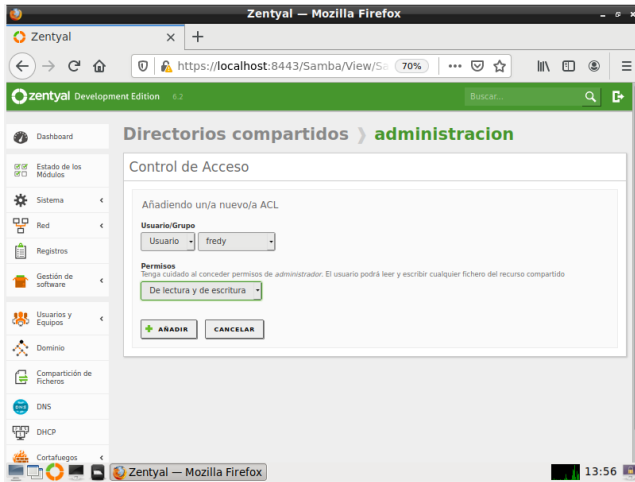 Zentyal — Mozilla Firefox
Zentyal
https://localhost:8443/Samba/View/Sa 70%
zentyal Development Edition 6.2 Buscar...
Dashboard
Estado de los
Módulos
Sistema
Red
Registros
Gestión de
software
Usuarios y
Equipos
Dominio
Compartición de
Ficheros
DNS
DNS
DHCP
Cortafuegos
Directorios compartidos administracion
Control de Acceso
Añadiendo un/a nuevo/a ACL
Usuario/Grupo
Usuario fredy
Permisos
Tenga cuidado al conceder permisos de administrador. El usuario podrá leer y escribir cualquier fichero del recurso compartido
De lectura y de escritura
+ AÑADIR CANCELAR
Zentyal — Mozilla Firefox 13:56